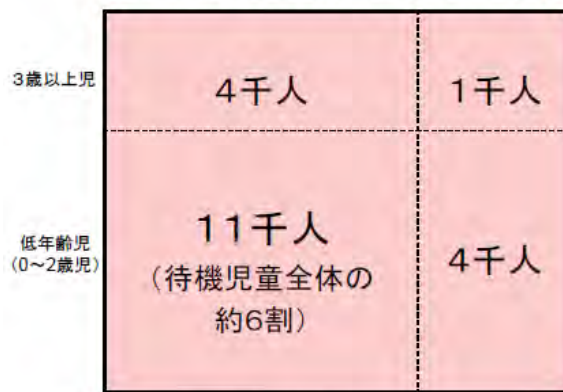 3歳以上児
4千人
1千人
低年齢児
(0～2歳児)
11千人
(待機児童全体の
約6割)
4千人